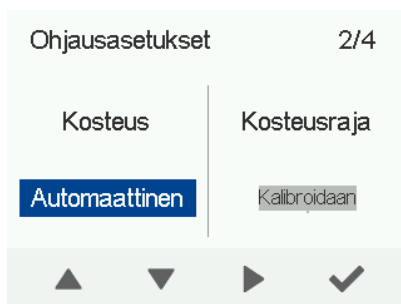 Ohjausasetukset 2/4
Kosteus Kosteusraja
Automaattinen Kalibroidaan